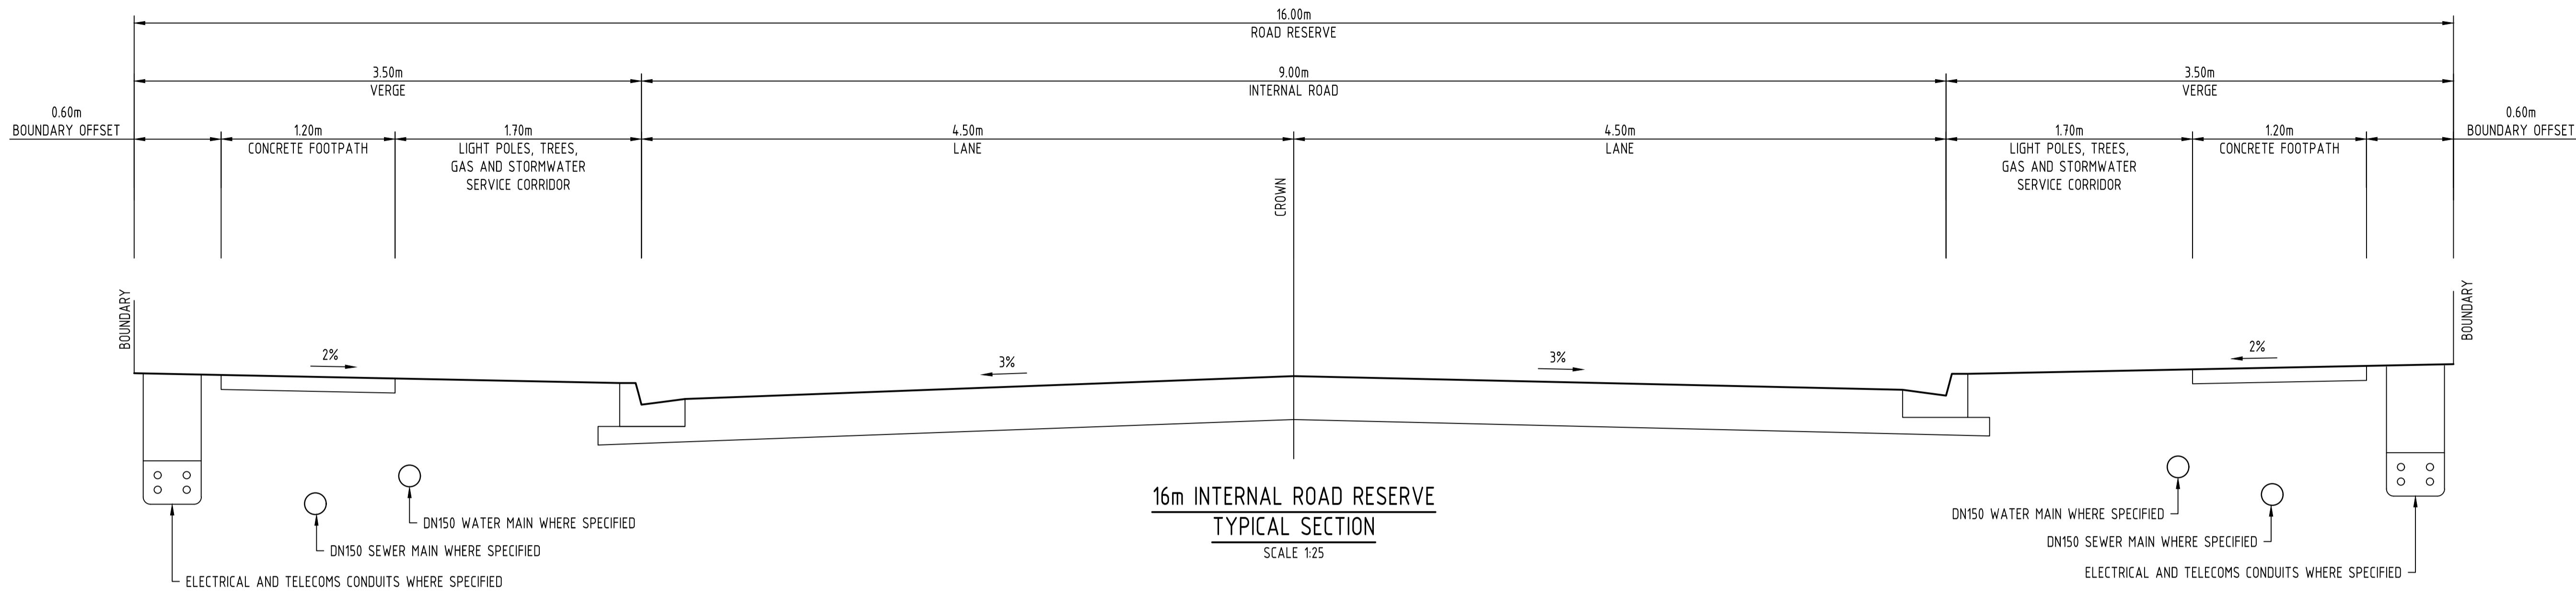 16.00m
ROAD RESERVE
3.50m
VERGE
9.00m
INTERNAL ROAD
3.50m
VERGE
0.60m
BOUNDARY OFFSET
1.20m
CONCRETE FOOTPATH
1.70m
LIGHT POLES, TREES,
GAS AND STORMWATER
SERVICE CORRIDOR
4.50m
LANE
4.50m
LANE
1.70m
LIGHT POLES, TREES,
GAS AND STORMWATER
SERVICE CORRIDOR
1.20m
CONCRETE FOOTPATH
0.60m
BOUNDARY OFFSET
CROWN
BOUNDARY
2%
3%
3%
2%
BOUNDARY
DN150 WATER MAIN WHERE SPECIFIED
DN150 SEWER MAIN WHERE SPECIFIED
ELECTRICAL AND TELECOMS CONDUITS WHERE SPECIFIED
16m INTERNAL ROAD RESERVE
TYPICAL SECTION
SCALE 1:25
DN150 WATER MAIN WHERE SPECIFIED
DN150 SEWER MAIN WHERE SPECIFIED
ELECTRICAL AND TELECOMS CONDUITS WHERE SPECIFIED